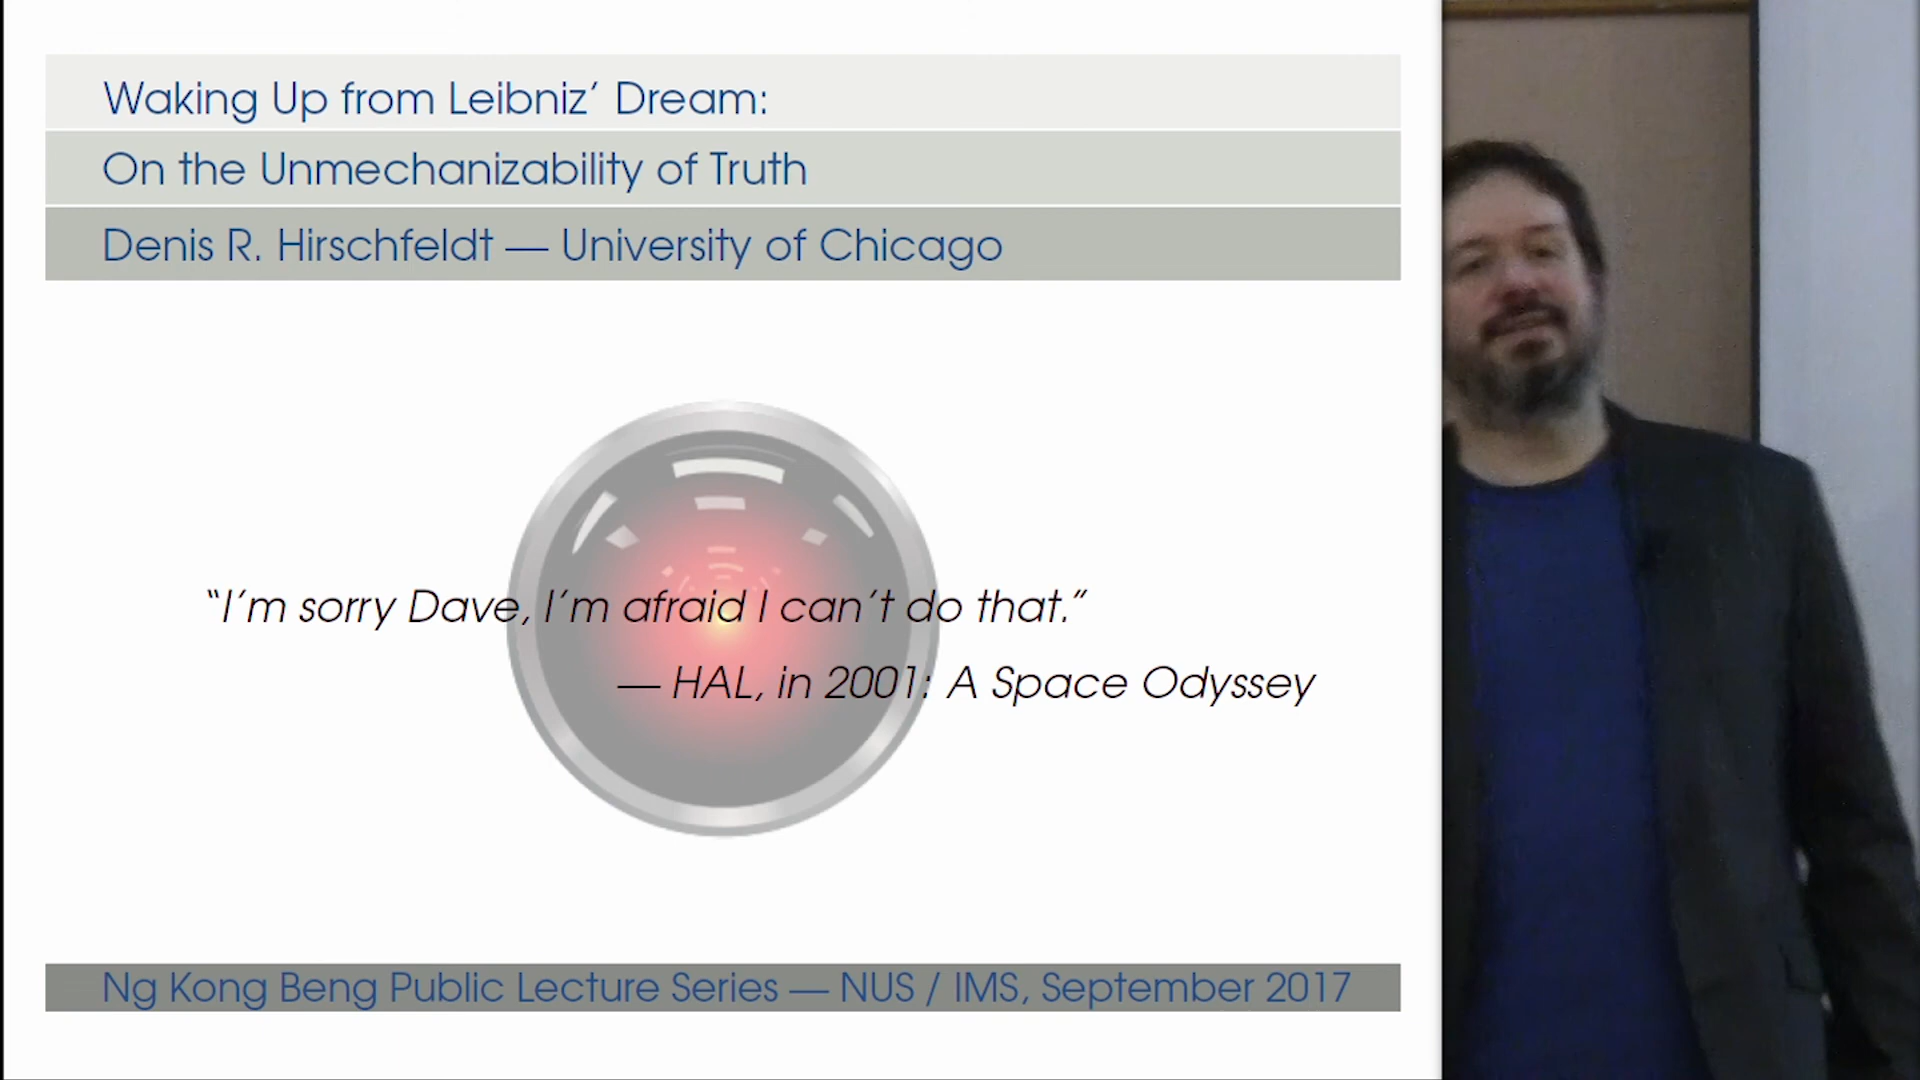 Waking Up from Leibniz’ Dream:
On the Unmechanizability of Truth
Denis R. Hirschfeldt — University of Chicago
“I’m sorry Dave, I’m afraid I can’t do that.”
— HAL, in 2001: A Space Odyssey
Ng Kong Beng Public Lecture Series — NUS / IMS, September 2017